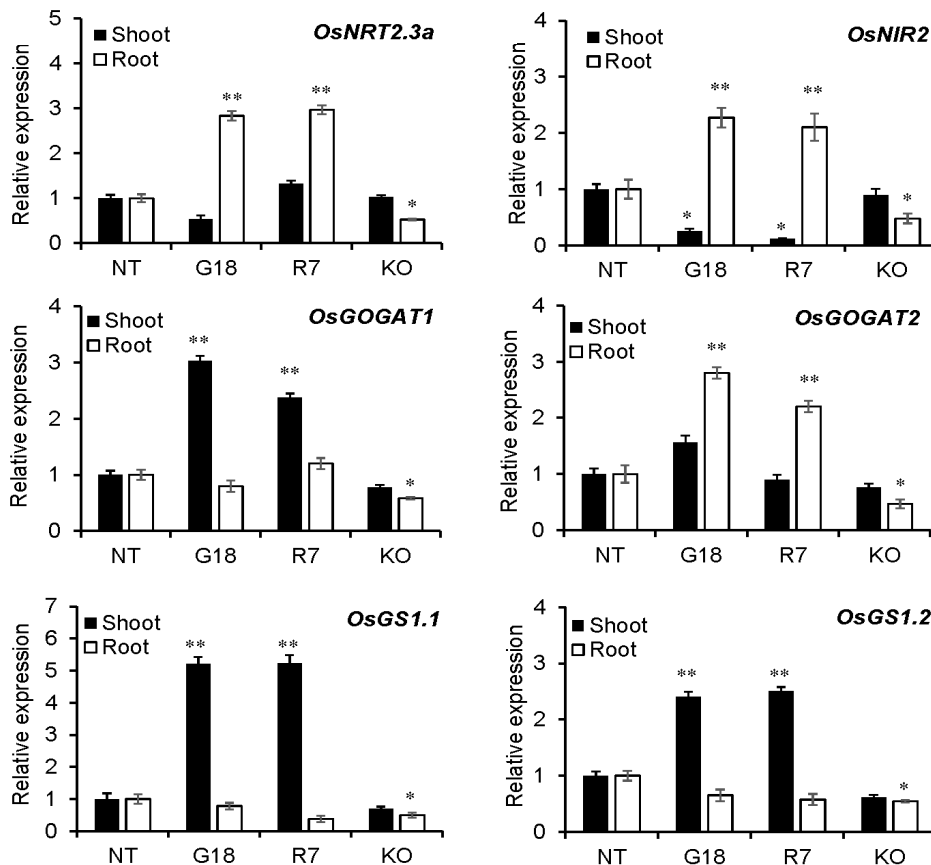 OsNRT2.3a
Shoot
Root
Relative expression
5
4
3
2
1
0
**
**
*
NT G18 R7 KO
OsNIR2
Shoot
Root
Relative expression
4
3
2
1
0
**
**
*
*
*
NT G18 R7 KO
OsGOGAT1
Shoot
Root
Relative expression
4
3
2
1
0
**
**
*
NT G18 R7 KO
OsGOGAT2
Shoot
Root
Relative expression
4
3
2
1
0
**
**
*
NT G18 R7 KO
OsGS1.1
Shoot
Root
Relative expression
7
6
5
4
3
2
1
0
**
**
*
NT G18 R7 KO
OsGS1.2
Shoot
Root
Relative expression
4
3
2
1
0
**
**
*
NT G18 R7 KO